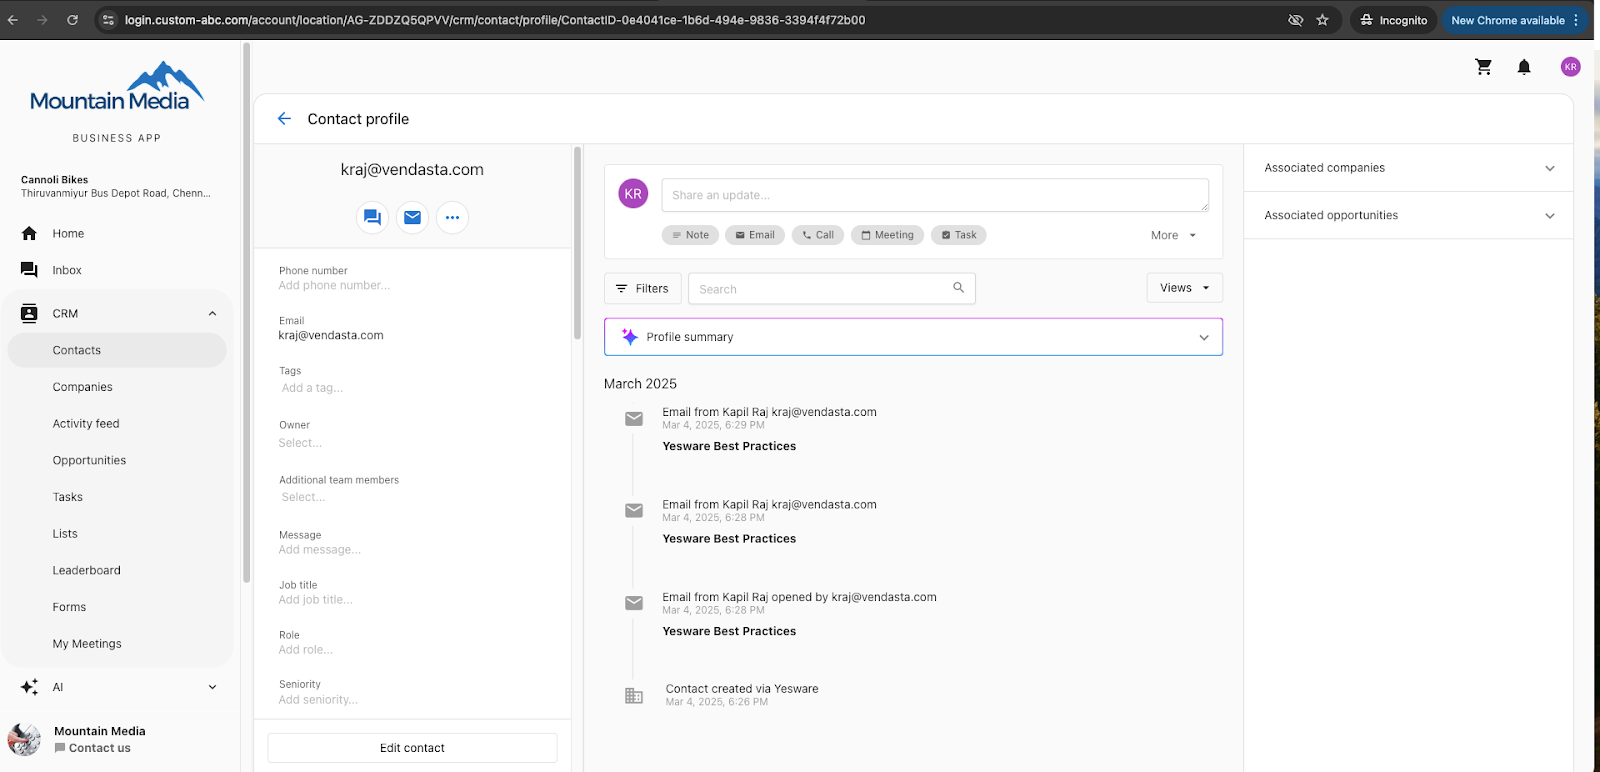 login.custom-abc.com/account/location/AG-ZDDZQ5QPVV/crm/contact/profile/ContactID-0e4041ce-1b6d-494e-9836-3394f4f72b00
Incognito
New Chrome available
Mountain Media
BUSINESS APP
Cannoli Bikes
Thiruvanmiyur Bus Depot Road, Chenn...
Home
Inbox
CRM
Contacts
Companies
Activity feed
Opportunities
Tasks
Lists
Leaderboard
Forms
My Meetings
AI
Mountain Media
Contact us
KR
Contact profile
kraj@vendasta.com
Phone number
Add phone number...
Email
kraj@vendasta.com
Tags
Add a tag...
Owner
Select...
Additional team members
Select...
Message
Add message...
Job title
Add job title...
Role
Add role...
Seniority
Add seniority...
Edit contact
KR
Share an update...
Note
Email
Call
Meeting
Task
More
Filters
Search
Views
Profile summary
March 2025
Email from Kapil Raj kraj@vendasta.com
Mar 4, 2025, 6:29 PM
Yesware Best Practices
Email from Kapil Raj kraj@vendasta.com
Mar 4, 2025, 6:28 PM
Yesware Best Practices
Email from Kapil Raj opened by kraj@vendasta.com
Mar 4, 2025, 6:28 PM
Yesware Best Practices
Contact created via Yesware
Mar 4, 2025, 6:26 PM
Associated companies
Associated opportunities